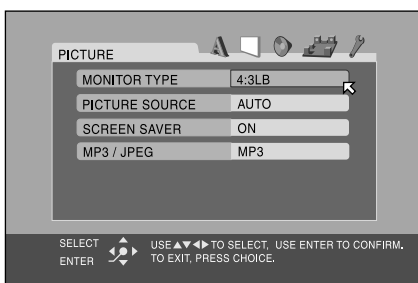 PICTURE
MONITOR TYPE 4:3LB
PICTURE SOURCE AUTO
SCREEN SAVER ON
MP3 / JPEG MP3
SELECT
ENTER
USE▲▼◀▶TO SELECT, USE ENTER TO CONFIRM.
TO EXIT, PRESS CHOICE.